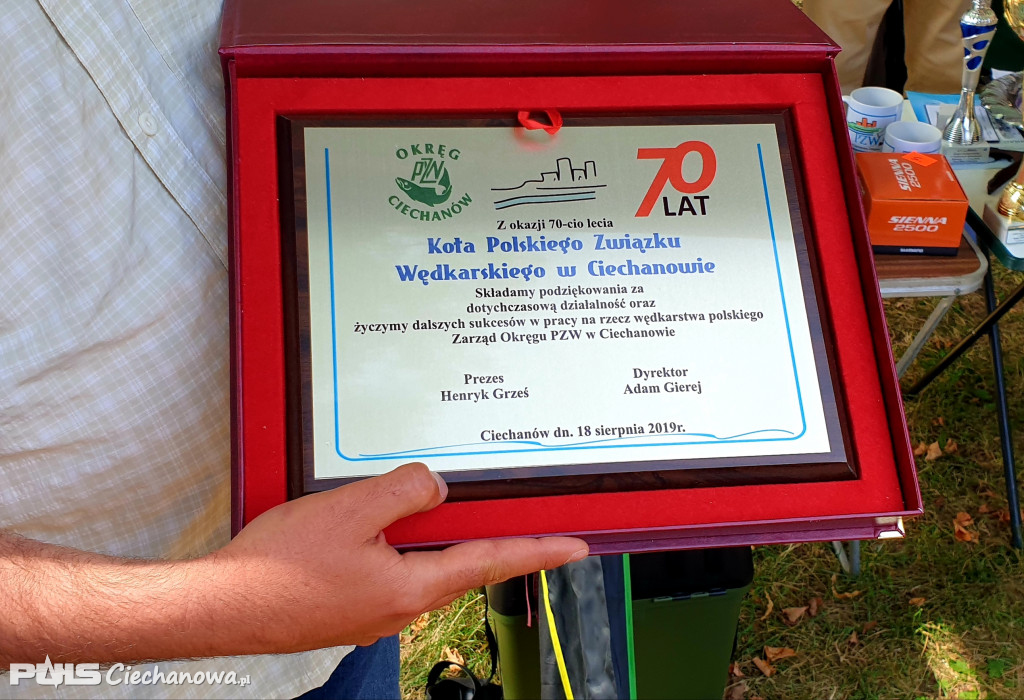 OKRĘG
PZW
CIECHANÓW
70
LAT
Z okazji 70-cio lecia
Koła Polskiego Związku
Wędkarskiego w Ciechanowie
Składamy podziękowania za
dotychczasową działalność oraz
życzymy dalszych sukcesów w pracy na rzecz wędkarstwa polskiego
Zarząd Okręgu PZW w Ciechanowie
Prezes
Henryk Grześ
Dyrektor
Adam Gierej
Ciechanów dn. 18 sierpnia 2019r.
PZW
SIENNA
2500
SIENNA
2500
PULS Ciechanowa.pl